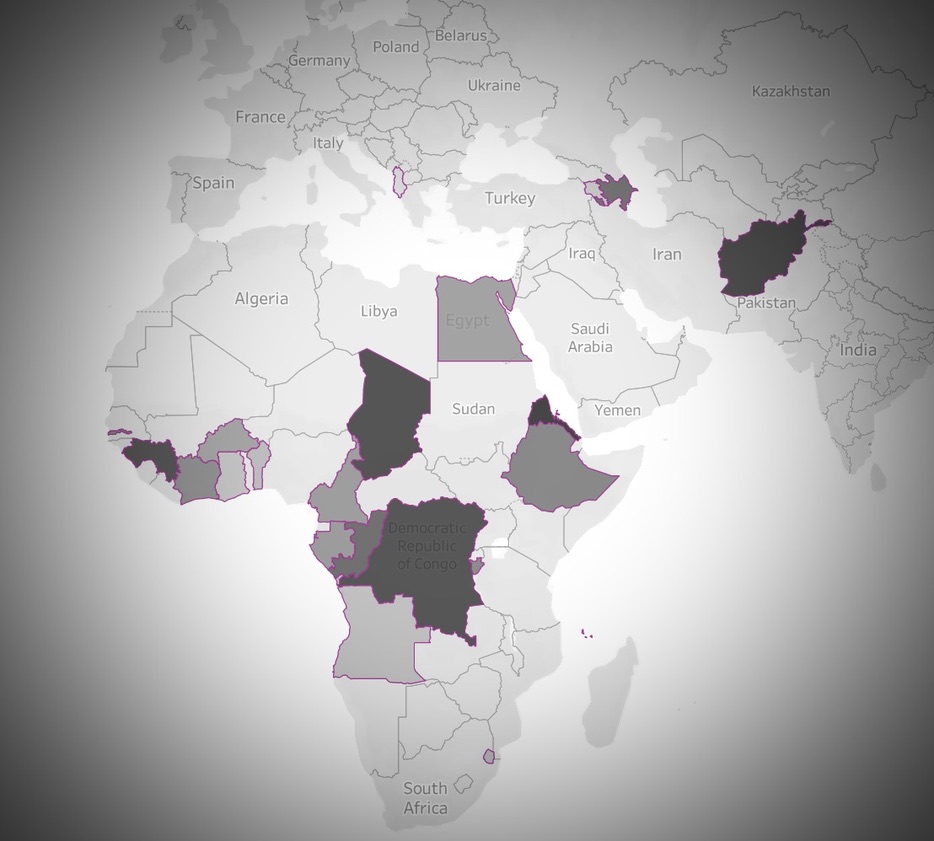 Belarus
Poland
Germany
Ukraine
Kazakhstan
France
Italy
Spain
Turkey
Iraq
Iran
Algeria
Libya
Egypt
Pakistan
Saudi
Arabia
India
Sudan
Yemen
Democratic
Republic
of Congo
South
Africa